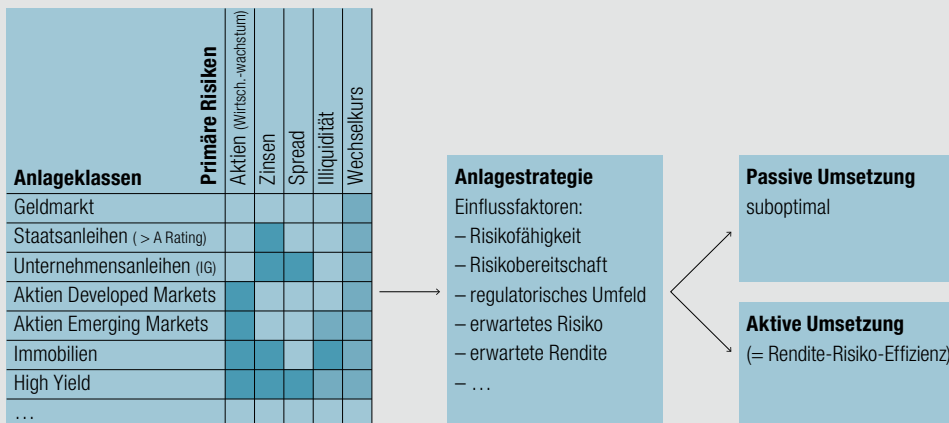 Primäre Risiken
Aktien (Wirtsch.-wachstum)
Zinsen
Spread
Illiquidität
Wechselkurs
Anlageklassen
Geldmarkt
Staatsanleihen ( > A Rating)
Unternehmensanleihen (IG)
Aktien Developed Markets
Aktien Emerging Markets
Immobilien
High Yield
…
Anlagestrategie
Einflussfaktoren:
– Risikofähigkeit
– Risikobereitschaft
– regulatorisches Umfeld
– erwartetes Risiko
– erwartete Rendite
– …
Passive Umsetzung
suboptimal
Aktive Umsetzung
(= Rendite-Risiko-Effizienz)